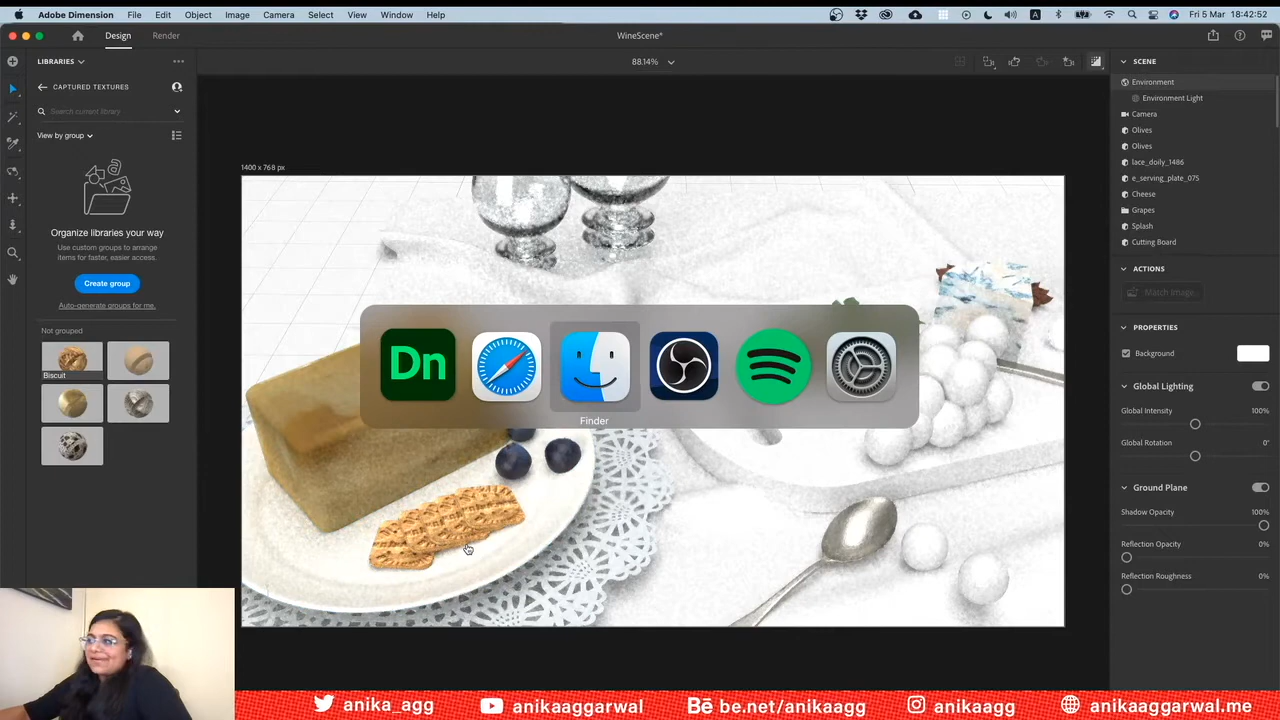 Adobe Dimension File Edit Object Image Camera Select View Window Help
A
Fri 5 Mar 18:42:52
Design Render
WineScene*
LIBRARIES
88.14%
SCENE
CAPTURED TEXTURES
Environment
Environment Light
Search current library
Camera
View by group
Olives
Olives
lace_doily_1486
1400 x 768 px
e_serving_plate_075
Cheese
Grapes
Organize libraries your way
Splash
Use custom groups to arrange
items for faster, easier access.
Cutting Board
ACTIONS
Create group
Match Image
Auto-generate groups for me.
PROPERTIES
Not grouped
Background
Dn
Biscuit
Global Lighting
Global Intensity 100%
Finder
Global Rotation 0°
Ground Plane
Shadow Opacity 100%
Reflection Opacity 0%
Reflection Roughness 0%
anika_agg anikaaggarwal Bē be.net/anikaagg anikaagg anikaaggarwal.me